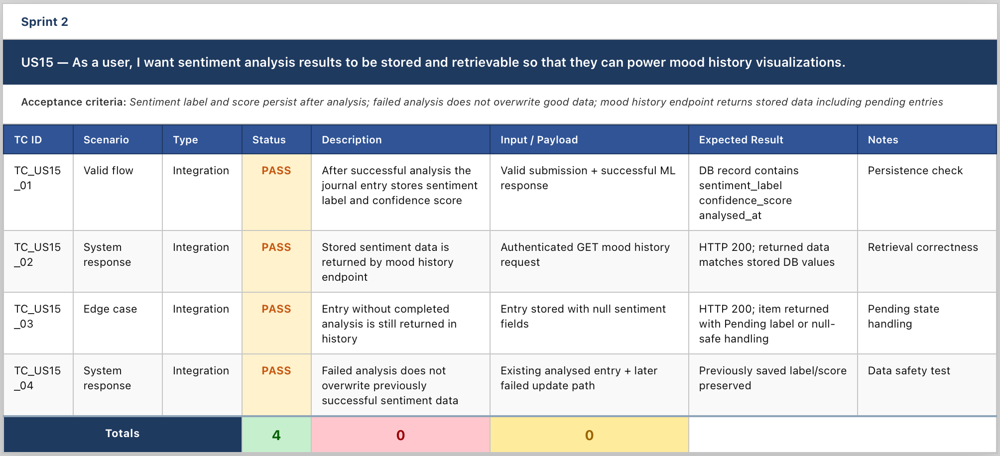 Sprint 2
US15 — As a user, I want sentiment analysis results to be stored and retrievable so that they can power mood history visualizations.
Acceptance criteria: Sentiment label and score persist after analysis; failed analysis does not overwrite good data; mood history endpoint returns stored data including pending entries
TC ID
Scenario
Type
Status
Description
Input / Payload
Expected Result
Notes
TC_US15
_01
Valid flow
Integration
PASS
After successful analysis the
journal entry stores sentiment
label and confidence score
Valid submission + successful ML
response
DB record contains
sentiment_label
confidence_score
analysed_at
Persistence check
TC_US15
_02
System
response
Integration
PASS
Stored sentiment data is
returned by mood history
endpoint
Authenticated GET mood history
request
HTTP 200; returned data
matches stored DB values
Retrieval correctness
TC_US15
_03
Edge case
Integration
PASS
Entry without completed
analysis is still returned in
history
Entry stored with null sentiment
fields
HTTP 200; item returned
with Pending label or null-
safe handling
Pending state
handling
TC_US15
_04
System
response
Integration
PASS
Failed analysis does not
overwrite previously
successful sentiment data
Existing analysed entry + later
failed update path
Previously saved label/score
preserved
Data safety test
Totals
4
0
0